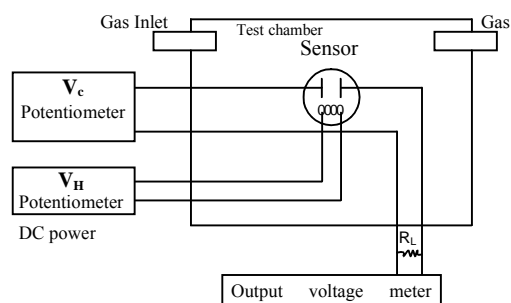 Gas Inlet
Test chamber
Gas
Sensor
Vc
Potentiometer
VH
Potentiometer
DC power
RL
Output voltage meter